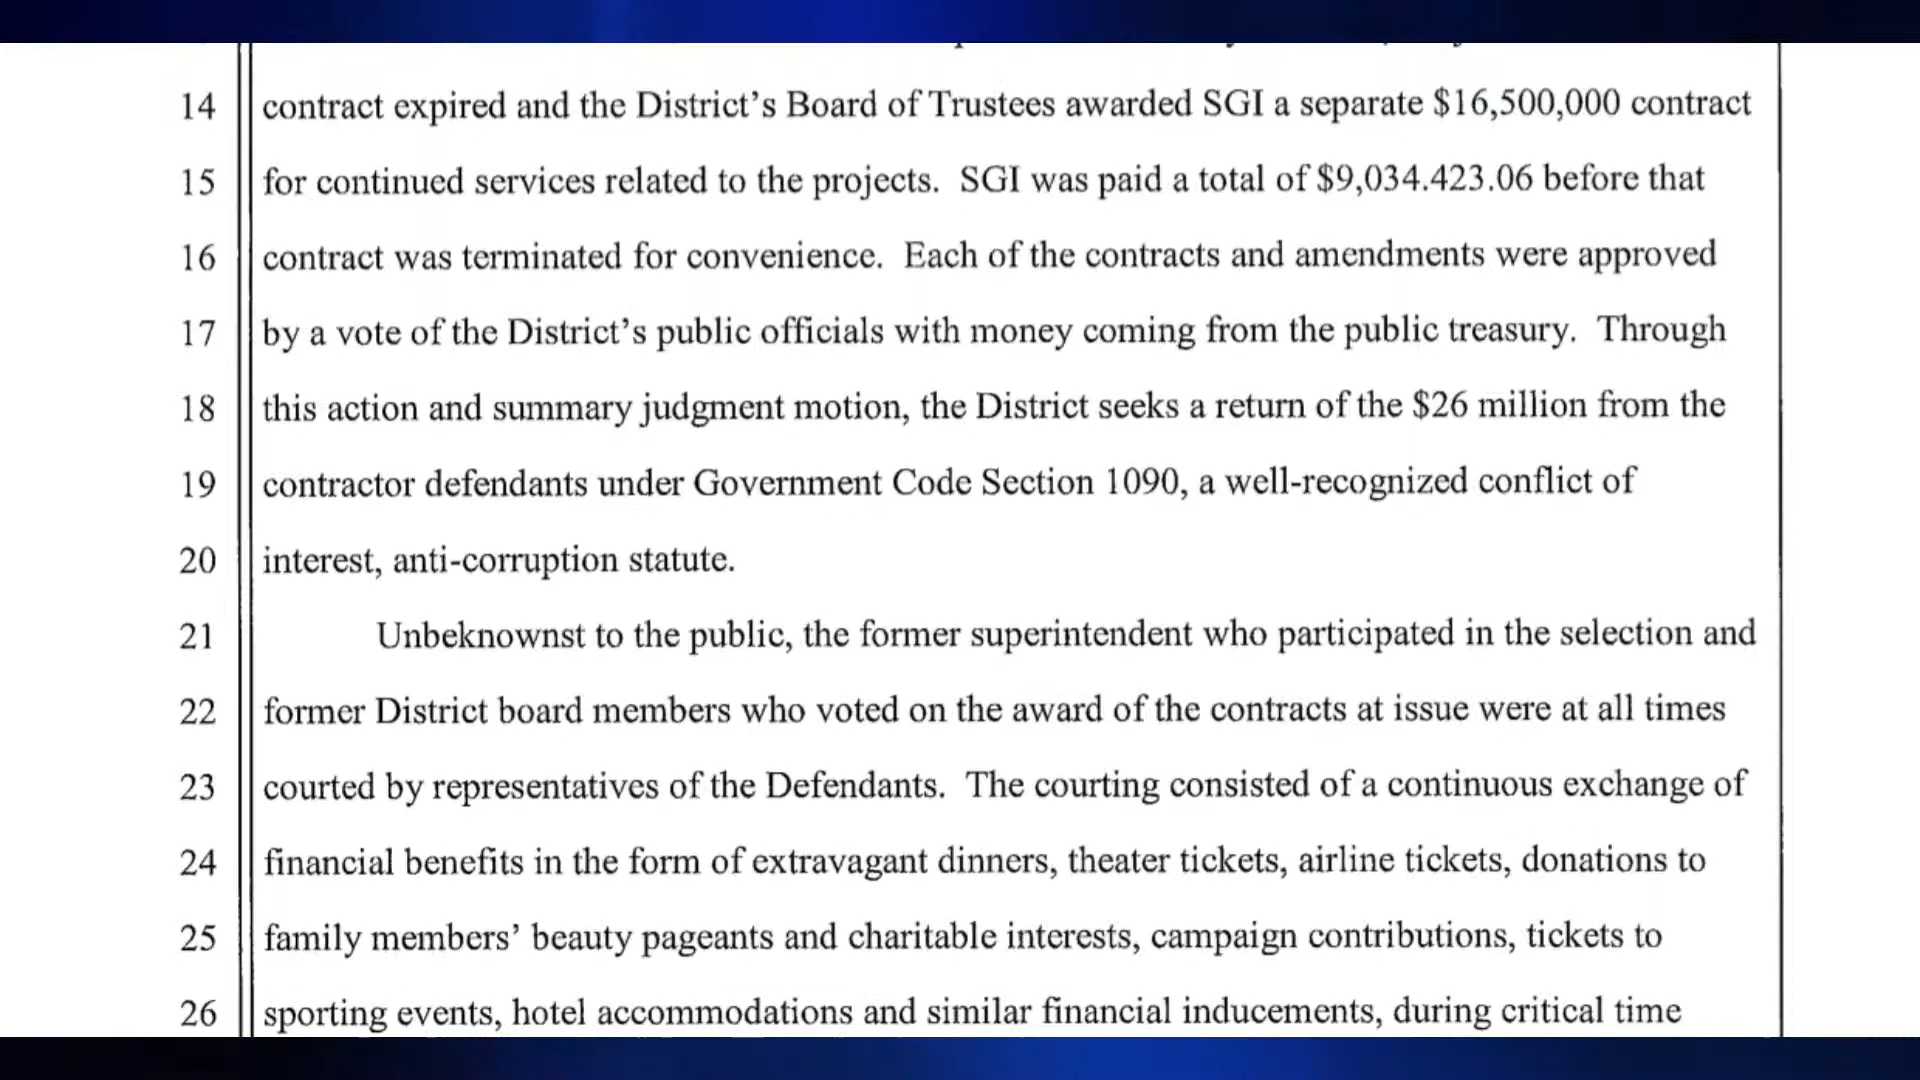 14 contract expired and the District's Board of Trustees awarded SGI a separate $16,500,000 contract
15 for continued services related to the projects. SGI was paid a total of $9,034.423.06 before that
16 contract was terminated for convenience. Each of the contracts and amendments were approved
17 by a vote of the District's public officials with money coming from the public treasury. Through
18 this action and summary judgment motion, the District seeks a return of the $26 million from the
19 contractor defendants under Government Code Section 1090, a well-recognized conflict of
20 interest, anti-corruption statute.
21 Unbeknownst to the public, the former superintendent who participated in the selection and
22 former District board members who voted on the award of the contracts at issue were at all times
23 courted by representatives of the Defendants. The courting consisted of a continuous exchange of
24 financial benefits in the form of extravagant dinners, theater tickets, airline tickets, donations to
25 family members' beauty pageants and charitable interests, campaign contributions, tickets to
26 sporting events, hotel accommodations and similar financial inducements, during critical time